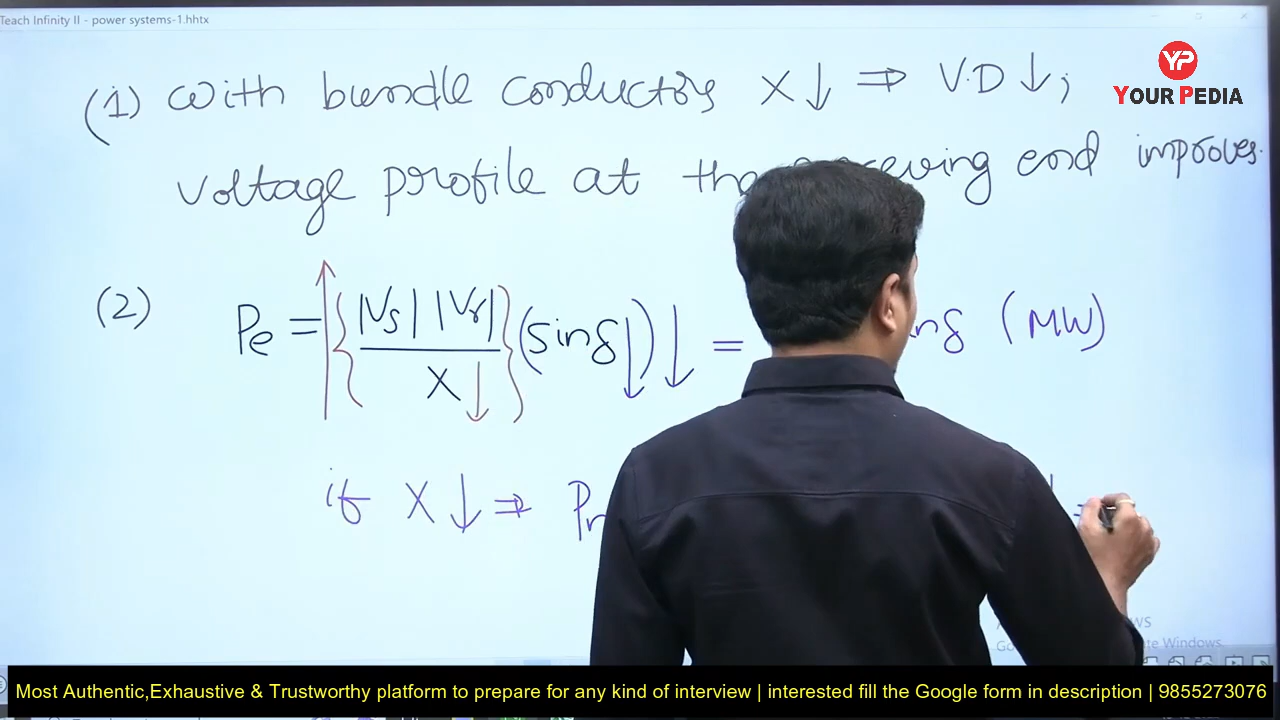 Teach Infinity II - power systems-1.hhtx
YP
YOUR PEDIA
(1) With bundle conductors X↓ ⇒ V.D↓;
Voltage profile at the end improves.
(2) Pe = ↑{|Vs| |Vr| / X↓} (sinδ↓)↓ = (MW)
if X↓ ⇒
Most Authentic,Exhaustive & Trustworthy platform to prepare for any kind of interview | interested fill the Google form in description | 9855273076